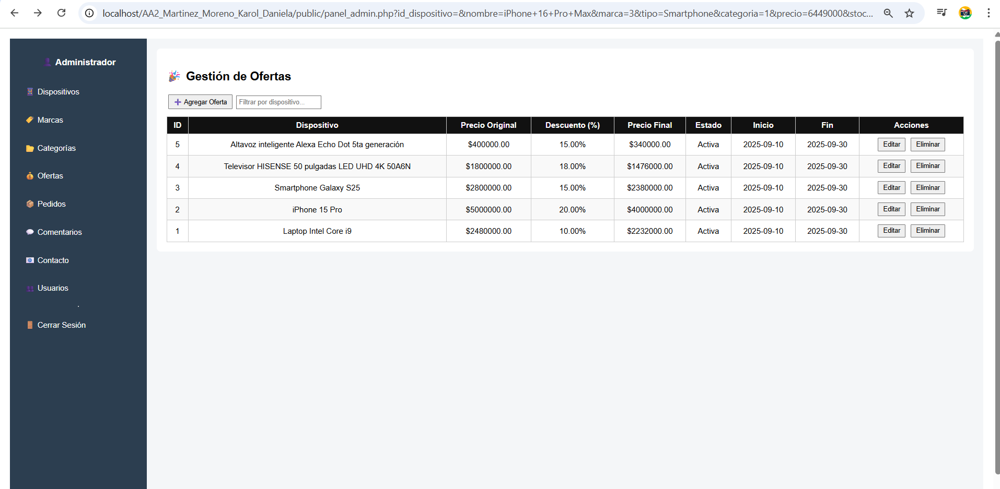 localhost/AA2_Martinez_Moreno_Karol_Daniela/public/panel_admin.php?id_dispositivo=&nombre=iPhone+16+Pro+Max&marca=3&tipo=Smartphone&categoria=1&precio=6449000&stoc...
Administrador
Dispositivos
Marcas
Categorías
Ofertas
Pedidos
Comentarios
Contacto
Usuarios
.
Cerrar Sesión
Gestión de Ofertas
Agregar Oferta Filtrar por dispositivo...
ID Dispositivo Precio Original Descuento (%) Precio Final Estado Inicio Fin Acciones
5 Altavoz inteligente Alexa Echo Dot 5ta generación $400000.00 15.00% $340000.00 Activa 2025-09-10 2025-09-30 Editar Eliminar
4 Televisor HISENSE 50 pulgadas LED UHD 4K 50A6N $1800000.00 18.00% $1476000.00 Activa 2025-09-10 2025-09-30 Editar Eliminar
3 Smartphone Galaxy S25 $2800000.00 15.00% $2380000.00 Activa 2025-09-10 2025-09-30 Editar Eliminar
2 iPhone 15 Pro $5000000.00 20.00% $4000000.00 Activa 2025-09-10 2025-09-30 Editar Eliminar
1 Laptop Intel Core i9 $2480000.00 10.00% $2232000.00 Activa 2025-09-10 2025-09-30 Editar Eliminar